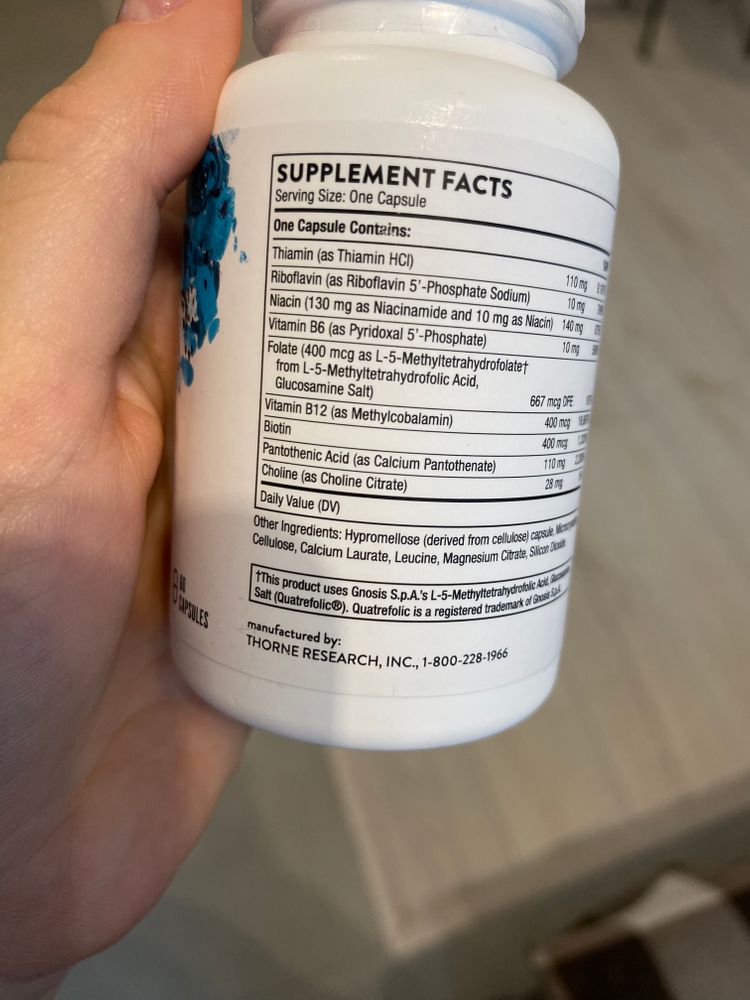 SUPPLEMENT FACTS
Serving Size: One Capsule
One Capsule Contains:
Thiamin (as Thiamin HCl) 110 mg
Riboflavin (as Riboflavin 5'-Phosphate Sodium) 10 mg
Niacin (130 mg as Niacinamide and 10 mg as Niacin) 140 mg
Vitamin B6 (as Pyridoxal 5'-Phosphate) 10 mg
Folate (400 mcg as L-5-Methyltetrahydrofolate†
from L-5-Methyltetrahydrofolic Acid,
Glucosamine Salt) 667 mcg DFE
Vitamin B12 (as Methylcobalamin) 400 mcg
Biotin 400 mcg
Pantothenic Acid (as Calcium Pantothenate) 110 mg
Choline (as Choline Citrate) 28 mg
Daily Value (DV)
Other Ingredients: Hypromellose (derived from cellulose) capsule,
Cellulose, Calcium Laurate, Leucine, Magnesium Citrate, Silicon Dioxide.
†This product uses Gnosis S.p.A.'s L-5-Methyltetrahydrofolic Acid,
Salt (Quatrefolic®). Quatrefolic is a registered trademark of Gnosis S.p.A.
manufactured by:
THORNE RESEARCH, INC., 1-800-228-1966
60
CAPSULES